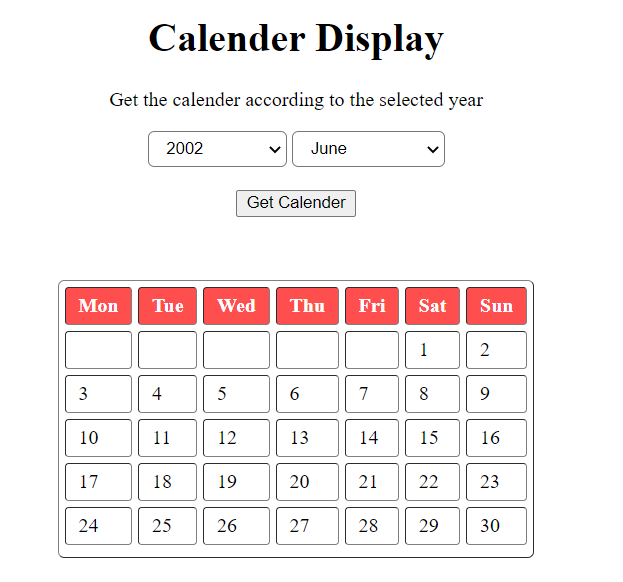 Calender Display
Get the calender according to the selected year
2002 June
Get Calender
Mon Tue Wed Thu Fri Sat Sun
1 2
3 4 5 6 7 8 9
10 11 12 13 14 15 16
17 18 19 20 21 22 23
24 25 26 27 28 29 30